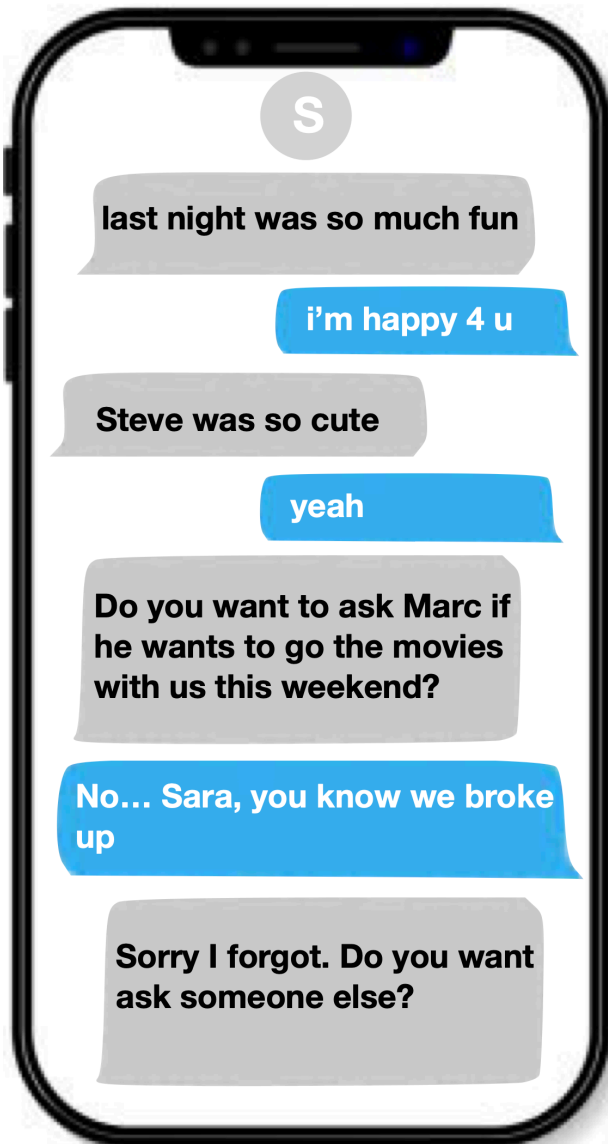 S
last night was so much fun
i’m happy 4 u
Steve was so cute
yeah
Do you want to ask Marc if
he wants to go the movies
with us this weekend?
No... Sara, you know we broke
up
Sorry I forgot. Do you want
ask someone else?